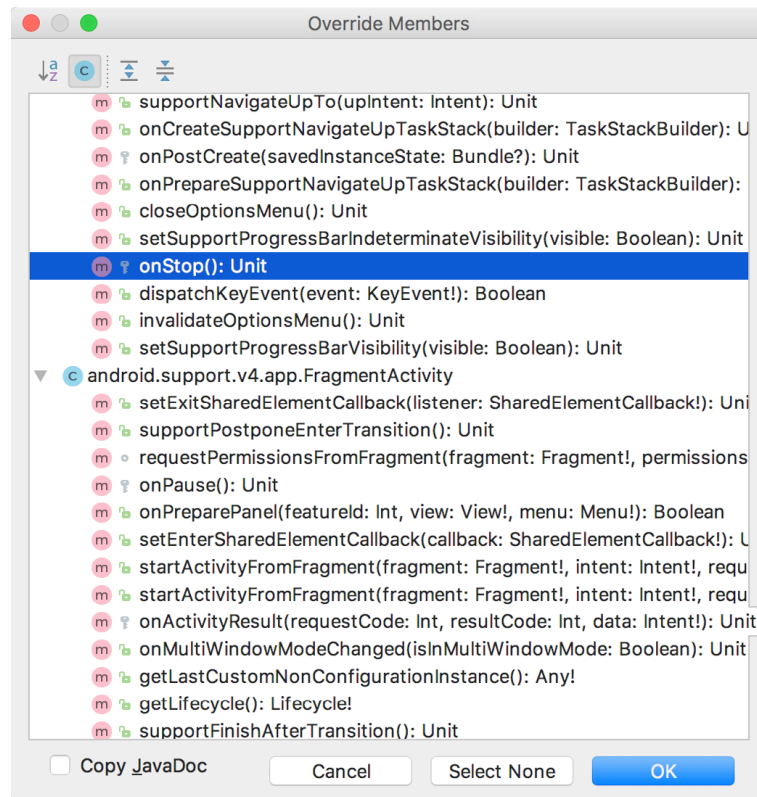 Override Members
a
z
C
m supportNavigateUpTo(upIntent: Intent): Unit
m onCreateSupportNavigateUpTaskStack(builder: TaskStackBuilder): U
m onPostCreate(savedInstanceState: Bundle?): Unit
m onPrepareSupportNavigateUpTaskStack(builder: TaskStackBuilder):
m closeOptionsMenu(): Unit
m setSupportProgressBarIndeterminateVisibility(visible: Boolean): Unit
m onStop(): Unit
m dispatchKeyEvent(event: KeyEvent!): Boolean
m invalidateOptionsMenu(): Unit
m setSupportProgressBarVisibility(visible: Boolean): Unit
C android.support.v4.app.FragmentActivity
m setExitSharedElementCallback(listener: SharedElementCallback!): Uni
m supportPostponeEnterTransition(): Unit
m requestPermissionsFromFragment(fragment: Fragment!, permissions
m onPause(): Unit
m onPreparePanel(featureId: Int, view: View!, menu: Menu!): Boolean
m setEnterSharedElementCallback(callback: SharedElementCallback!): U
m startActivityFromFragment(fragment: Fragment!, intent: Intent!, requ
m startActivityFromFragment(fragment: Fragment!, intent: Intent!, requ
m onActivityResult(requestCode: Int, resultCode: Int, data: Intent!): Unit
m onMultiWindowModeChanged(isInMultiWindowMode: Boolean): Unit
m getLastCustomNonConfigurationInstance(): Any!
m getLifecycle(): Lifecycle!
m supportFinishAfterTransition(): Unit
Copy JavaDoc
Cancel
Select None
OK